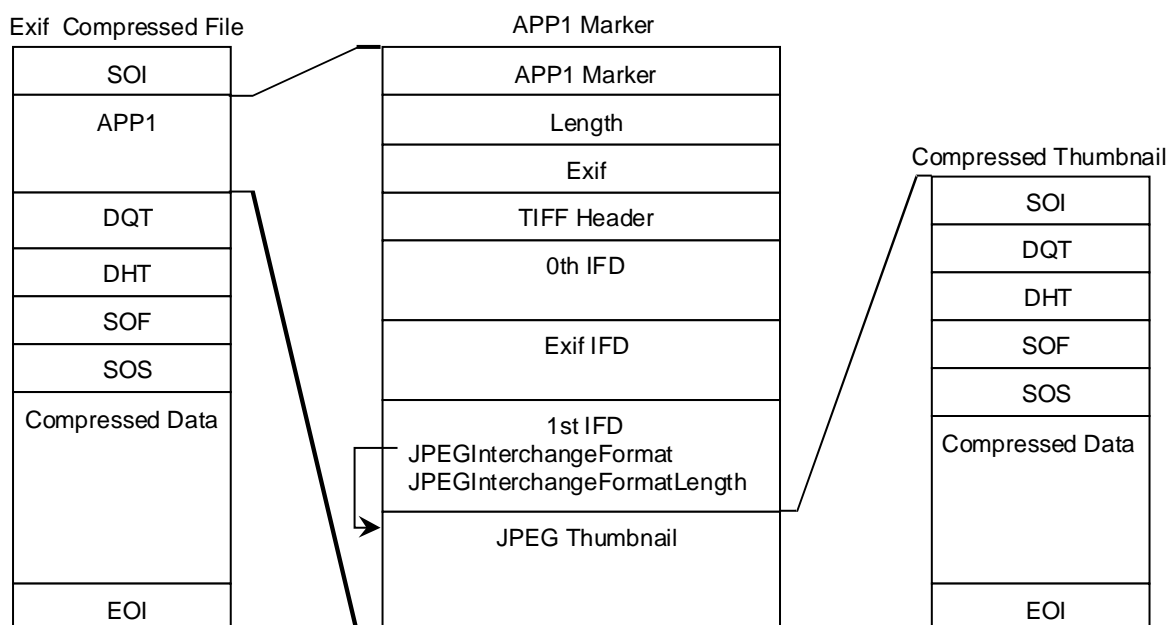 Exif Compressed File
SOI
APP1
DQT
DHT
SOF
SOS
Compressed Data
EOI
APP1 Marker
APP1 Marker
Length
Exif
TIFF Header
0th IFD
Exif IFD
1st IFD
JPEGInterchangeFormat
JPEGInterchangeFormatLength
JPEG Thumbnail
Compressed Thumbnail
SOI
DQT
DHT
SOF
SOS
Compressed Data
EOI